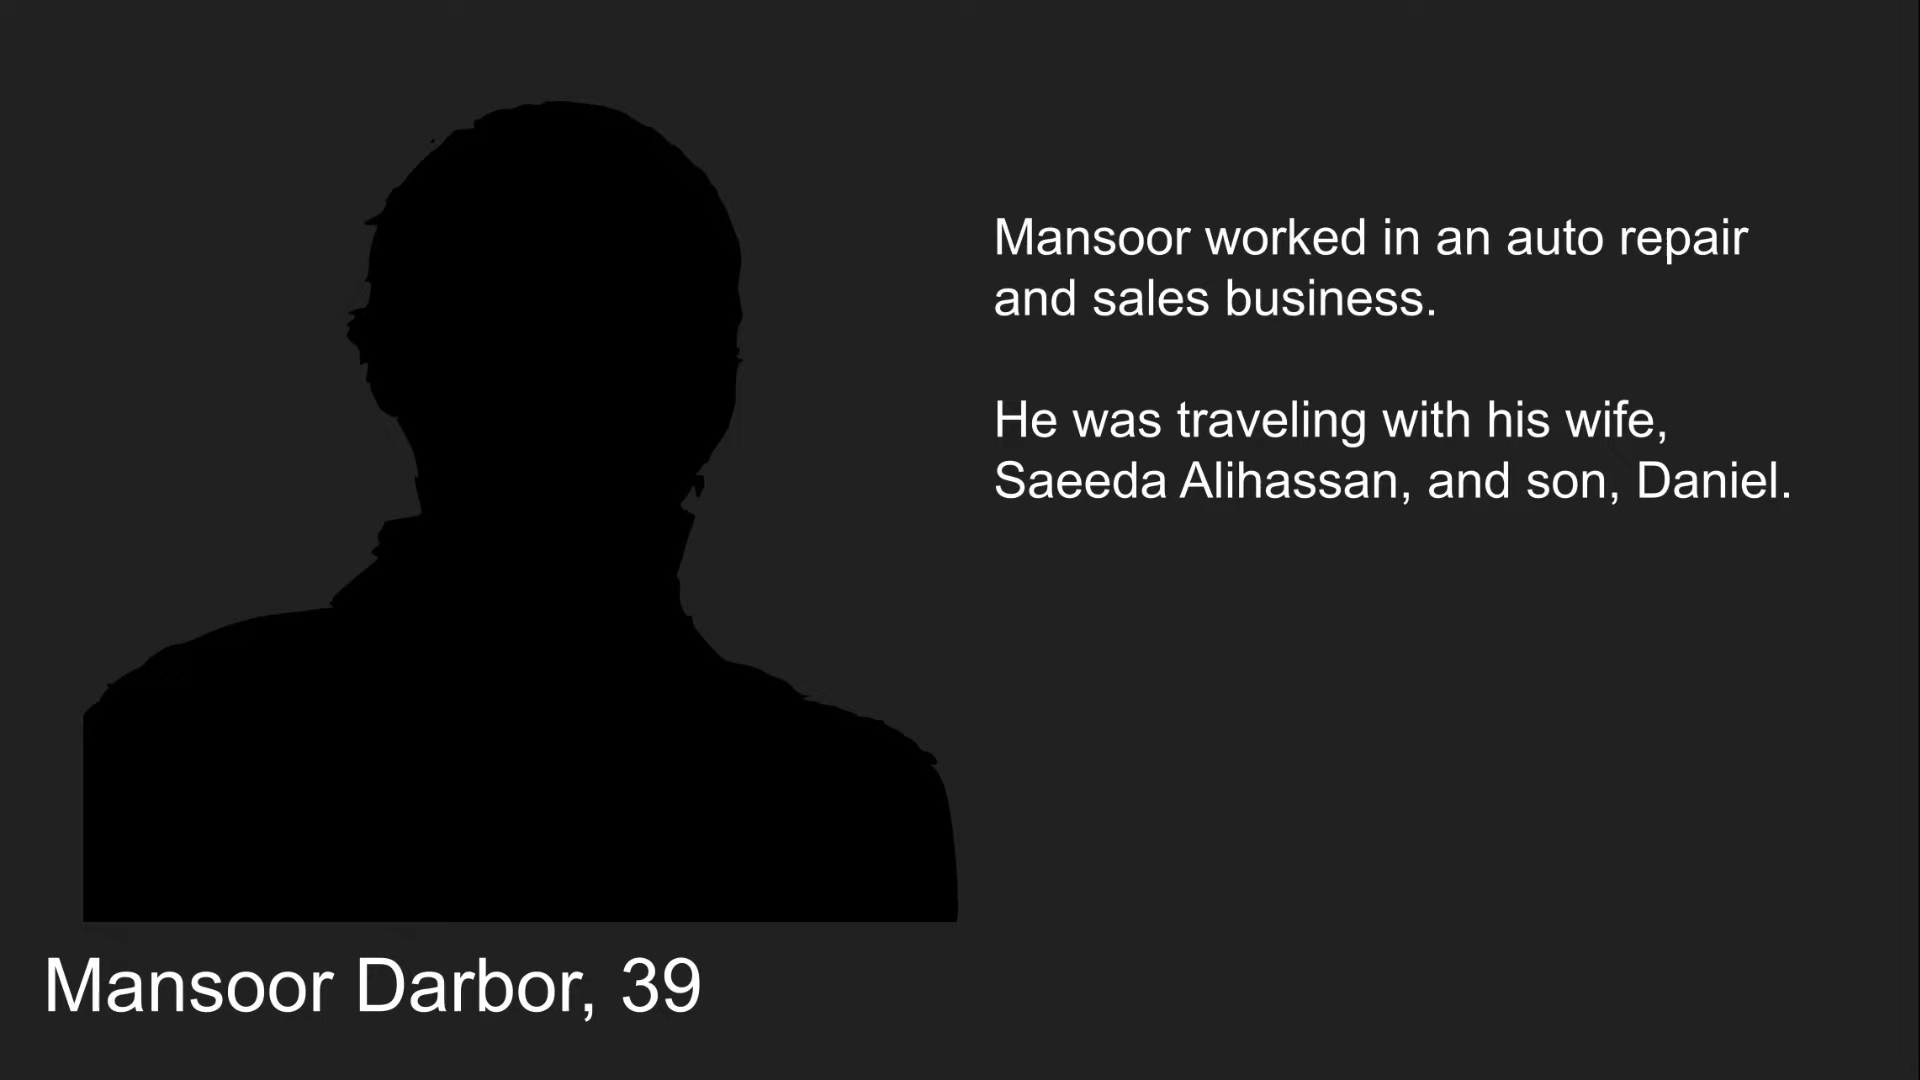 Mansoor worked in an auto repair
and sales business.
He was traveling with his wife,
Saeeda Alihassan, and son, Daniel.
Mansoor Darbor, 39